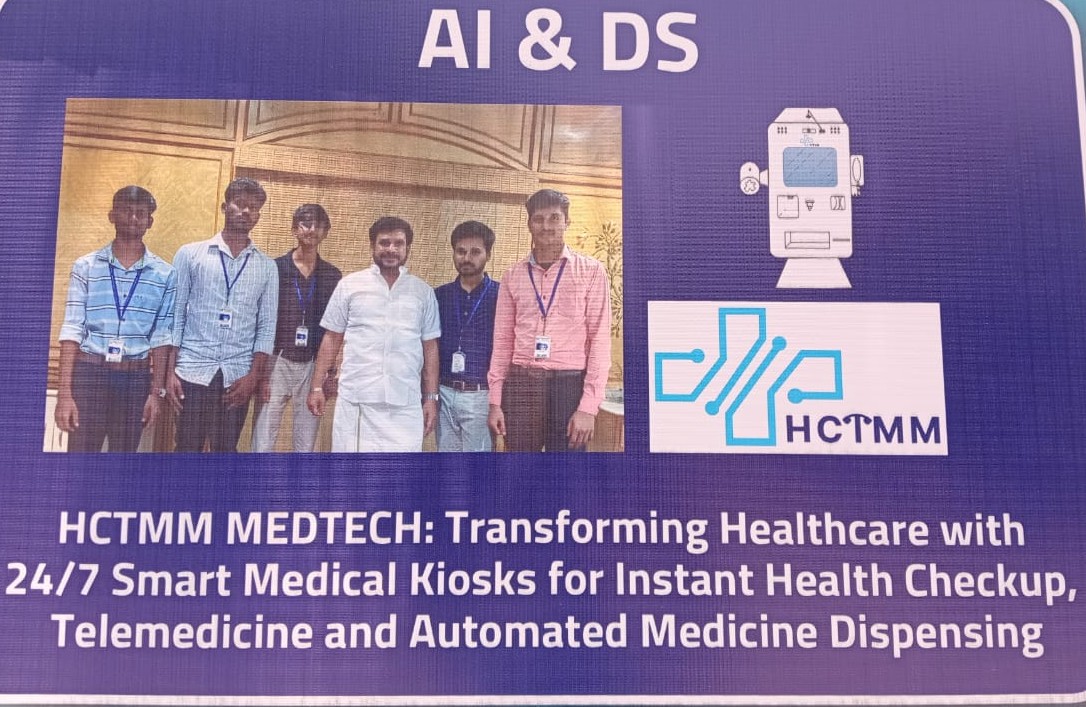 AI & DS
HCTMM
HCTMM MEDTECH: Transforming Healthcare with
24/7 Smart Medical Kiosks for Instant Health Checkup,
Telemedicine and Automated Medicine Dispensing